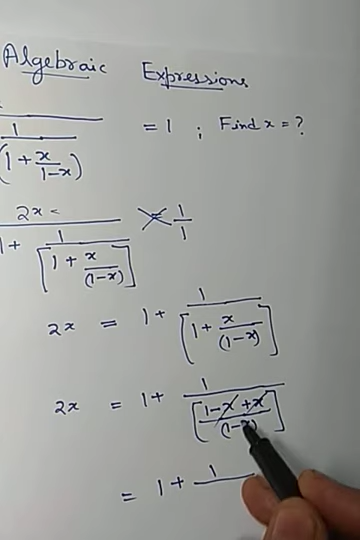 Algebraic Expressions
1 / (1 + x/(1-x)) = 1 ; Find x = ?
2x / (1 + 1/[1 + x/(1-x)]) = 1/1
2x = 1 + 1/[1 + x/(1-x)]
2x = 1 + 1/[(1-x+x)/(1-x)]
= 1 + 1